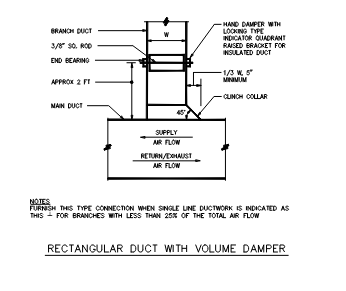 BRANCH DUCT
W
HAND DAMPER WITH
LOCKING TYPE
INDICATOR QUADRANT
RAISED BRACKET FOR
INSULATED DUCT
3/8" SQ. ROD
END BEARING
1/3 W, 5"
MINIMUM
APPROX 2 FT
CLINCH COLLAR
MAIN DUCT
45°
SUPPLY
AIR FLOW
RETURN/EXHAUST
AIR FLOW
NOTES
FURNISH THIS TYPE CONNECTION WHEN SINGLE LINE DUCTWORK IS INDICATED AS
THIS ┴ FOR BRANCHES WITH LESS THAN 25% OF THE TOTAL AIR FLOW
RECTANGULAR DUCT WITH VOLUME DAMPER